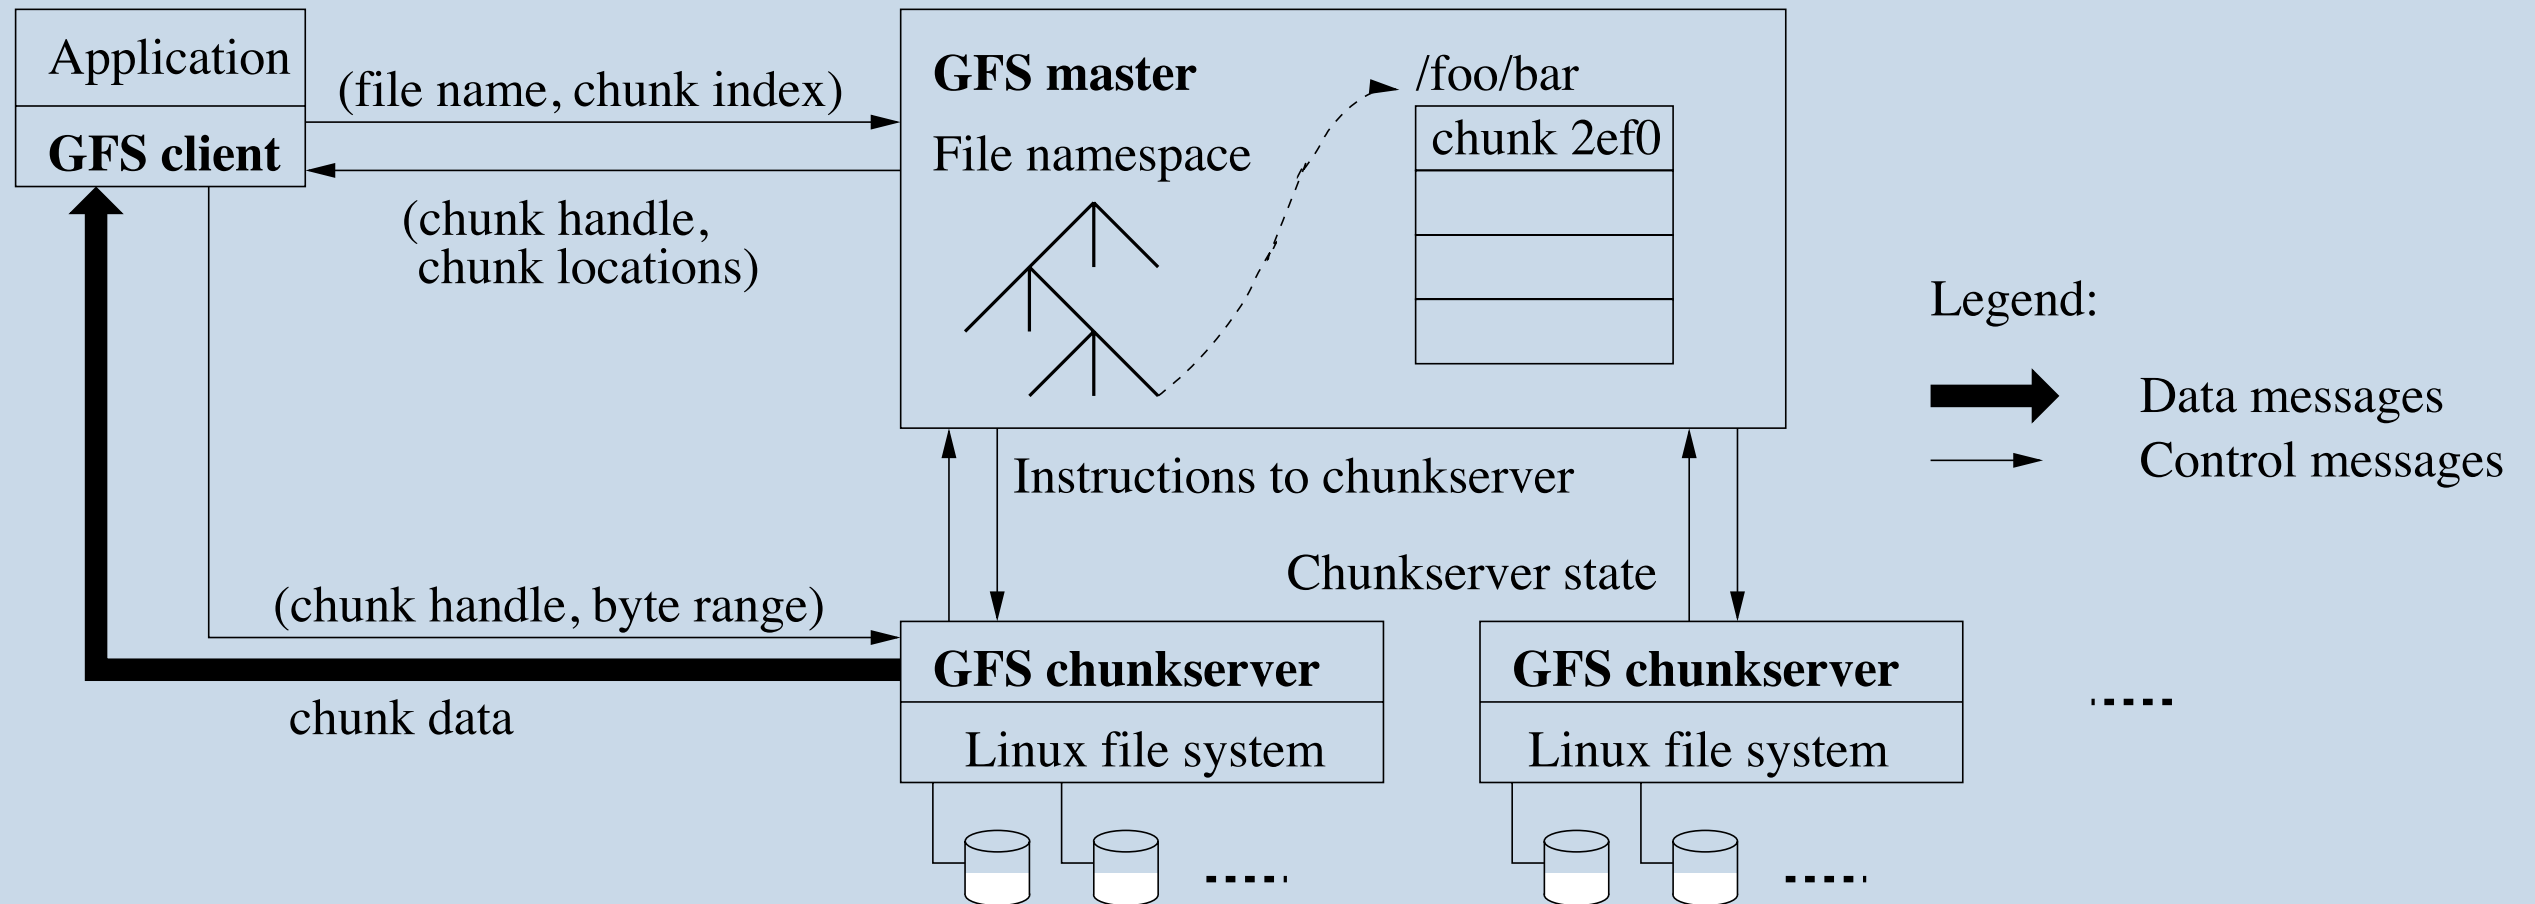 Application
GFS client
(file name, chunk index)
(chunk handle,
chunk locations)
GFS master
File namespace
/foo/bar
chunk 2ef0
Legend:
Data messages
Control messages
Instructions to chunkserver
Chunkserver state
(chunk handle, byte range)
chunk data
GFS chunkserver
Linux file system
GFS chunkserver
Linux file system